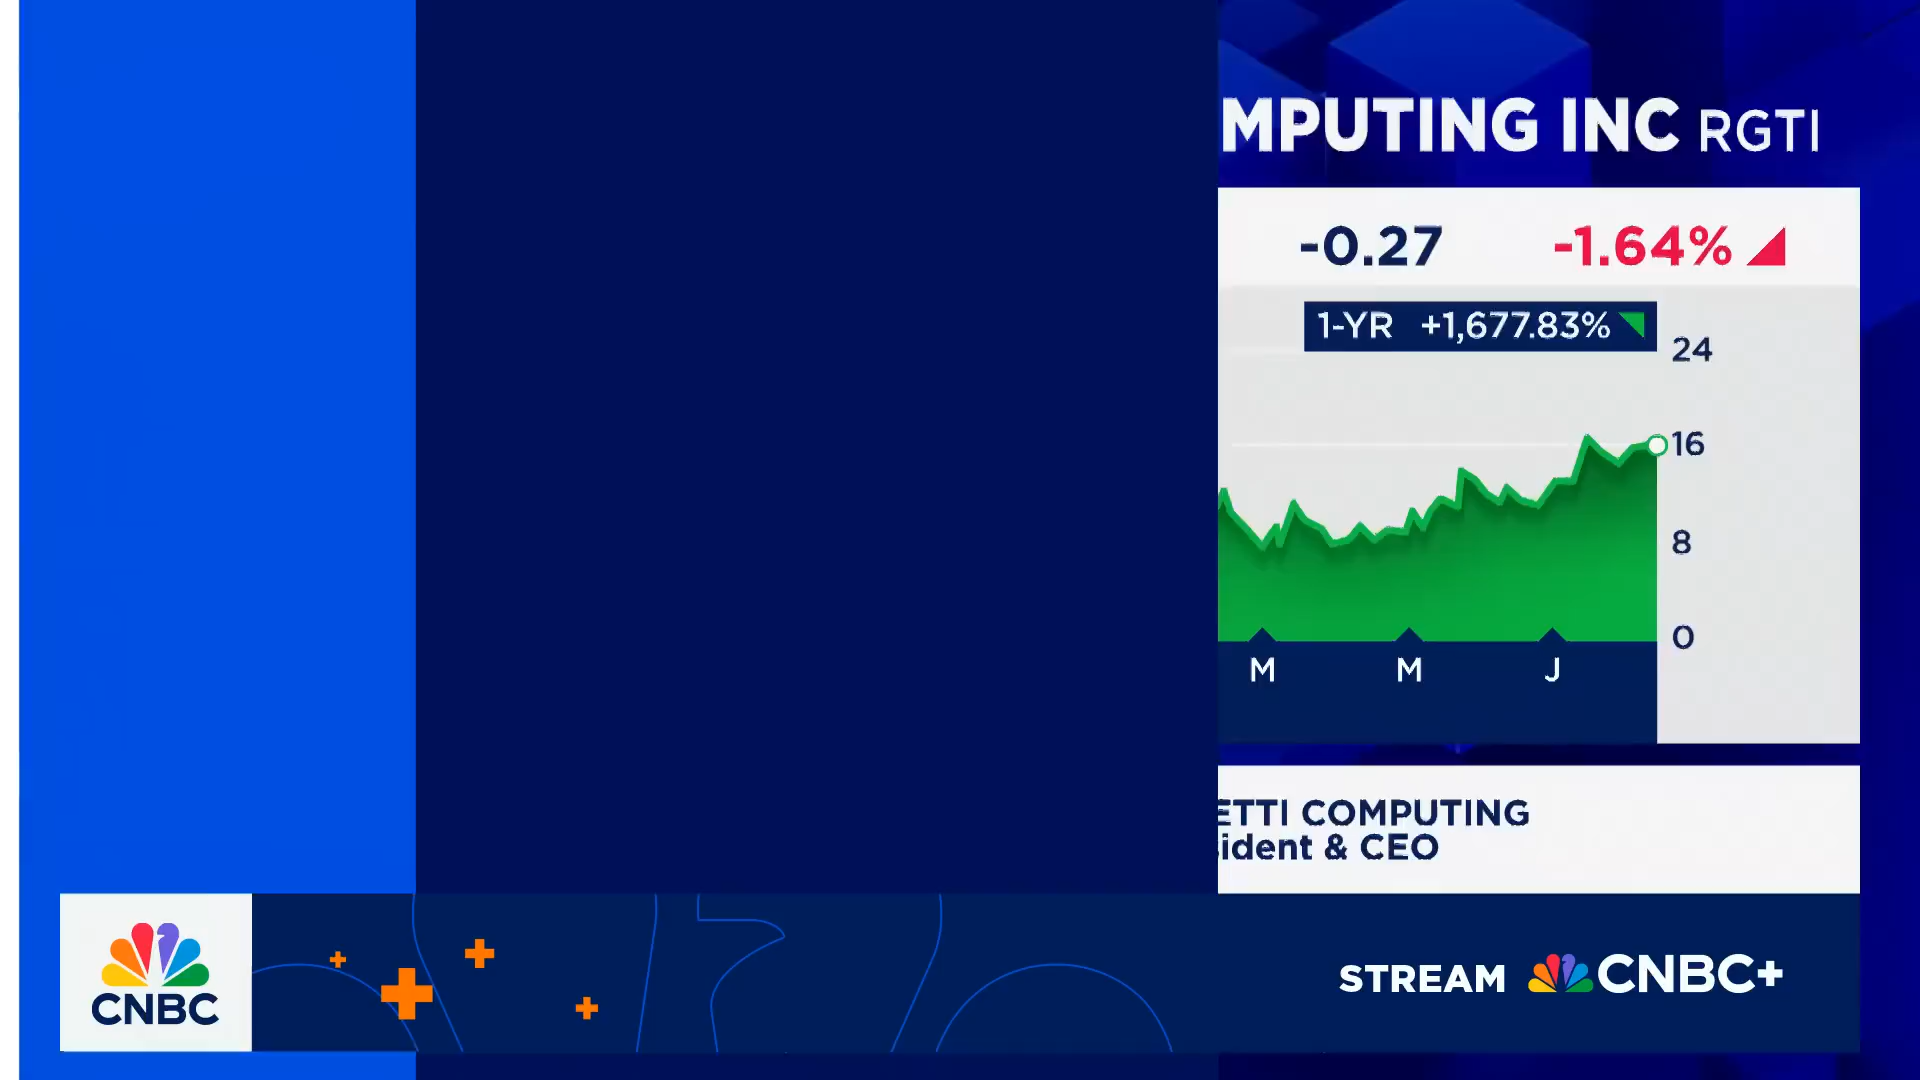 MPUTING INC RGTI
-0.27 -1.64%
1-YR +1,677.83%
24
16
8
0
M M J
ETTI COMPUTING
ident & CEO
CNBC
STREAM CNBC+